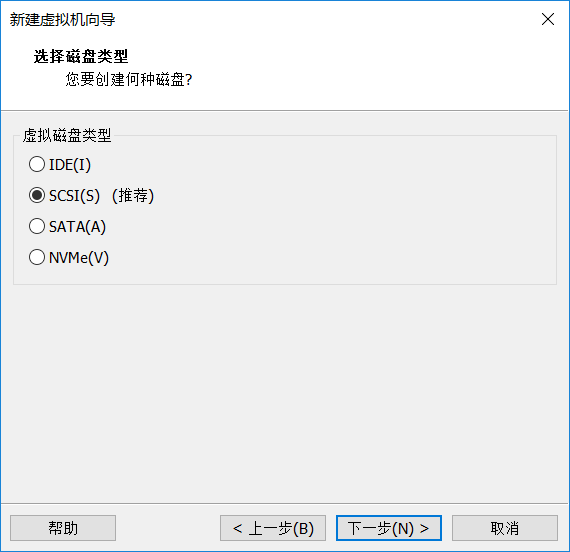 新建虚拟机向导
选择磁盘类型
您要创建何种磁盘?
虚拟磁盘类型
IDE(I)
SCSI(S) (推荐)
SATA(A)
NVMe(V)
帮助
< 上一步(B)
下一步(N) >
取消